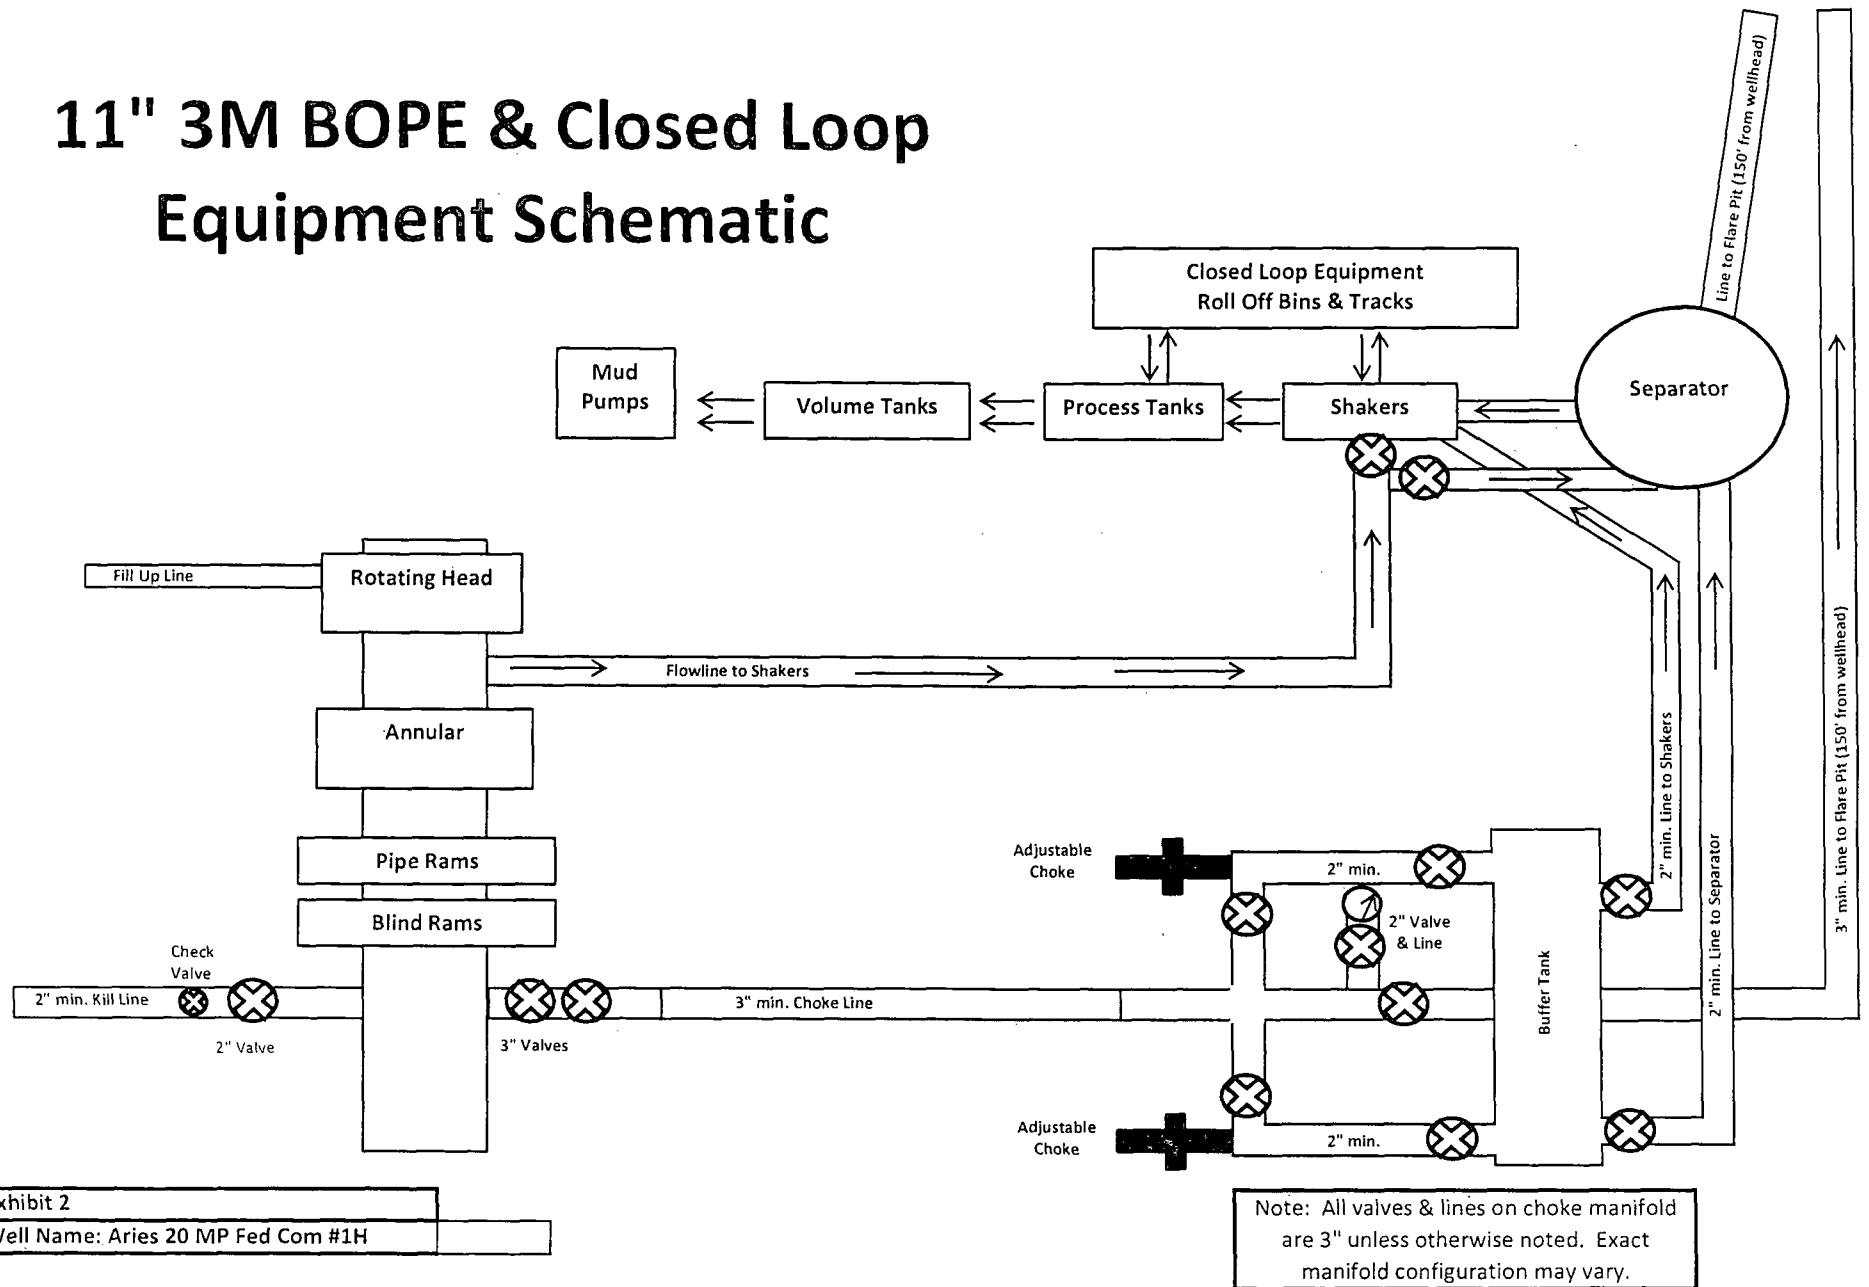 11" 3M BOPE & Closed Loop
Equipment Schematic
Line to Flare Pit (150' from wellhead)
Closed Loop Equipment
Roll Off Bins & Tracks
Mud
Pumps
Volume Tanks
Process Tanks
Shakers
Separator
Fill Up Line
Rotating Head
Flowline to Shakers
Annular
Pipe Rams
Blind Rams
Check
Valve
2" min. Kill Line
2" Valve
3" Valves
3" min. Choke Line
Adjustable
Choke
2" min.
2" Valve
& Line
Adjustable
Choke
2" min.
Buffer Tank
2" min. Line to Shakers
2" min. Line to Separator
3" min. Line to Flare Pit (150' from wellhead)
xhibit 2
Vell Name: Aries 20 MP Fed Com #1H
Note: All valves & lines on choke manifold
are 3" unless otherwise noted. Exact
manifold configuration may vary.